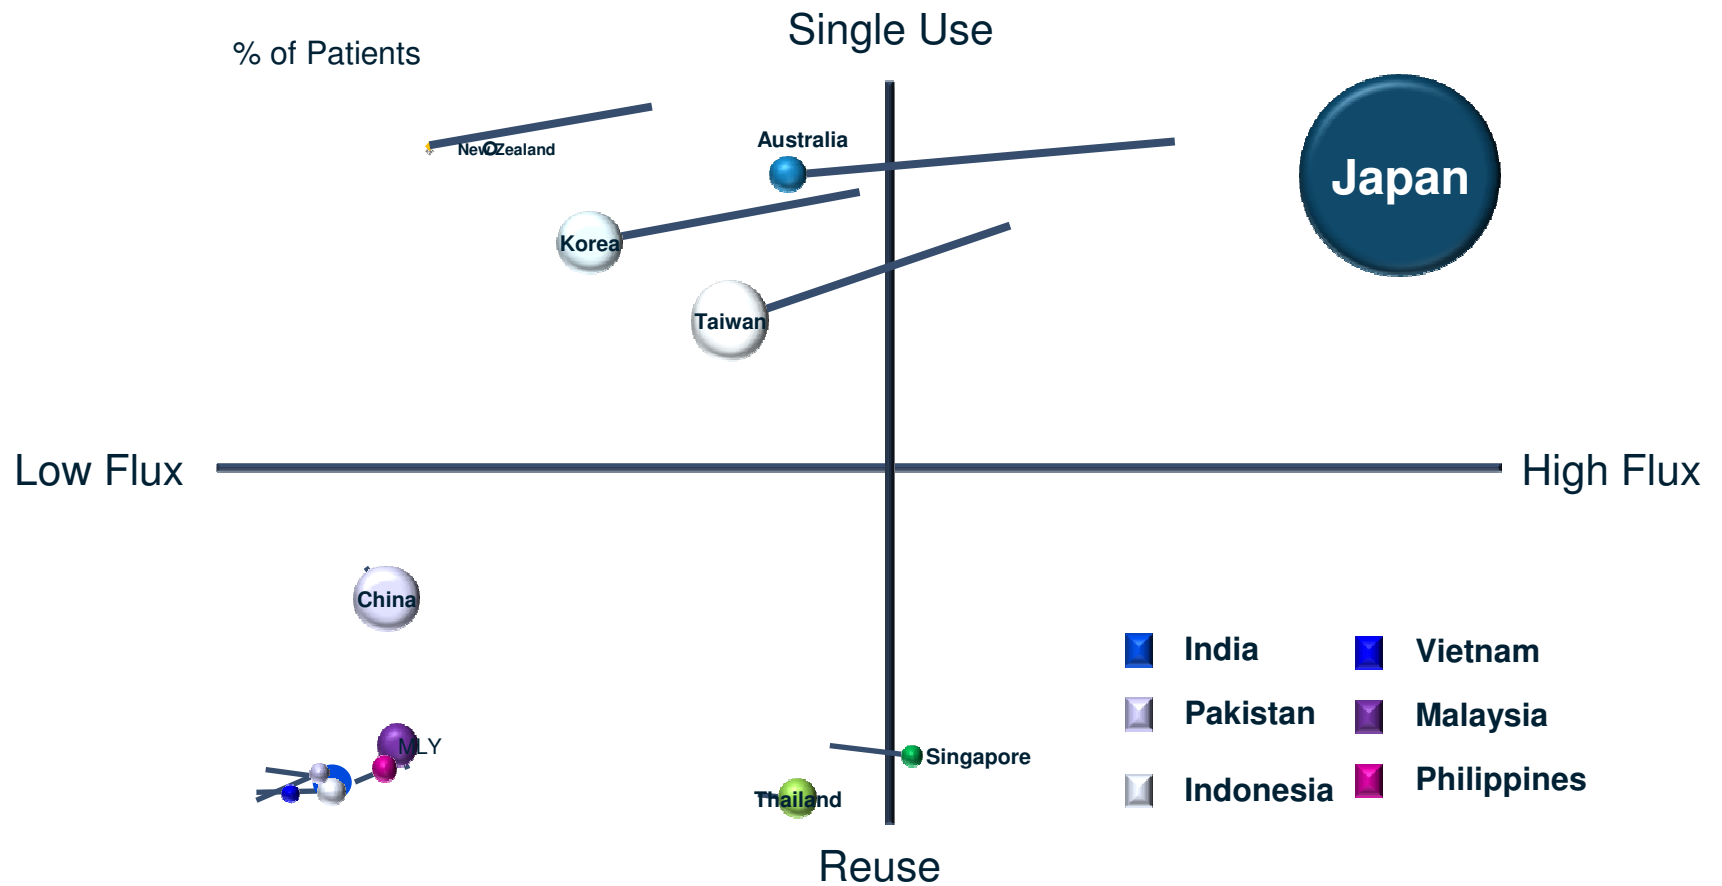 Single Use
% of Patients
Australia
New Zealand
Japan
Korea
Taiwan
Low Flux
High Flux
China
India
Vietnam
Pakistan
Malaysia
MLY
Singapore
Philippines
Indonesia
Thailand
Reuse